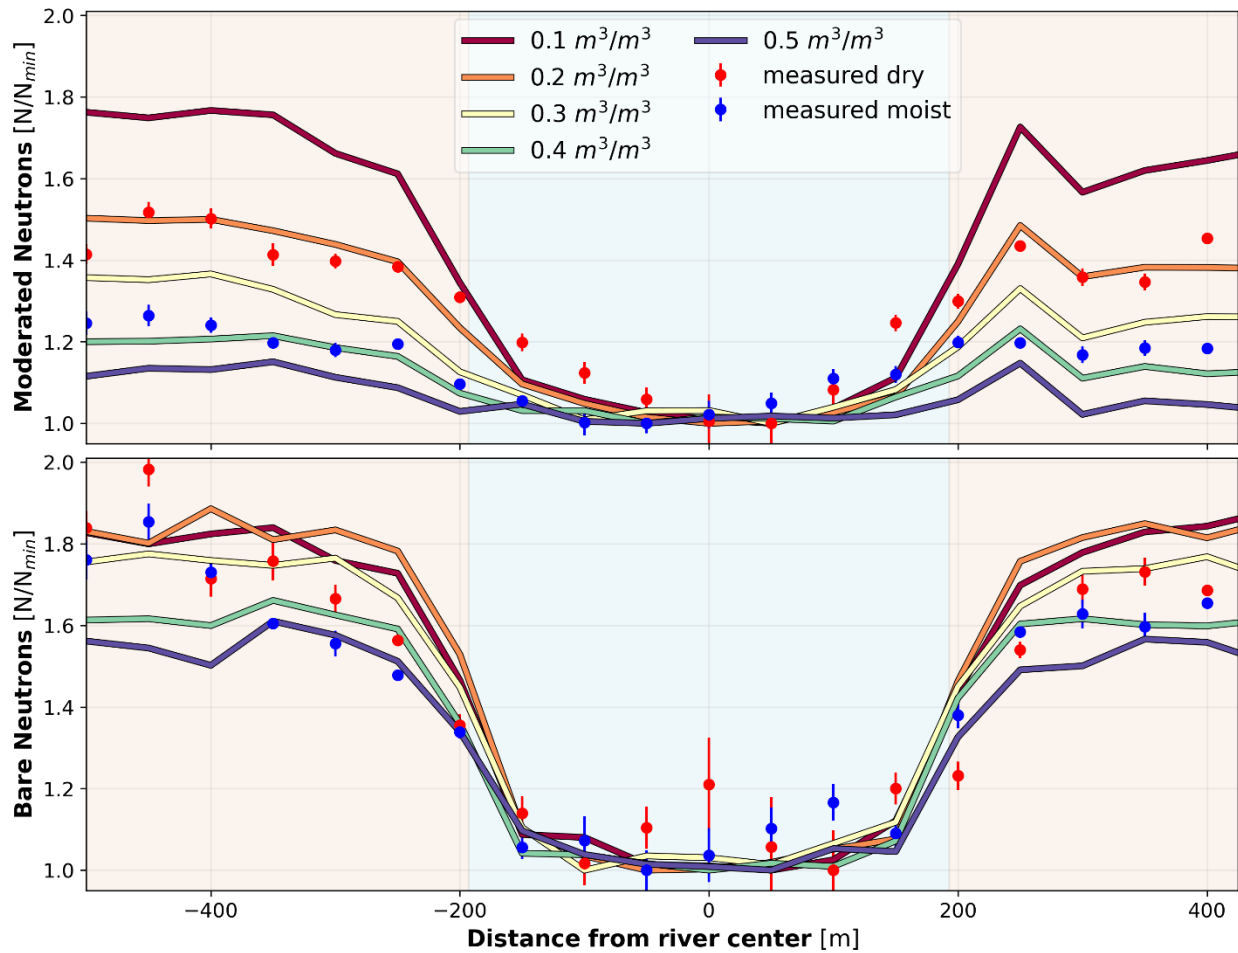 2.0
1.8
1.6
1.4
1.2
1.0
Moderated Neutrons [N/N_min]
0.1 m³/m³
0.2 m³/m³
0.3 m³/m³
0.4 m³/m³
0.5 m³/m³
measured dry
measured moist
2.0
1.8
1.6
1.4
1.2
1.0
Bare Neutrons [N/N_min.]
−400
−200
0
200
400
Distance from river center [m]